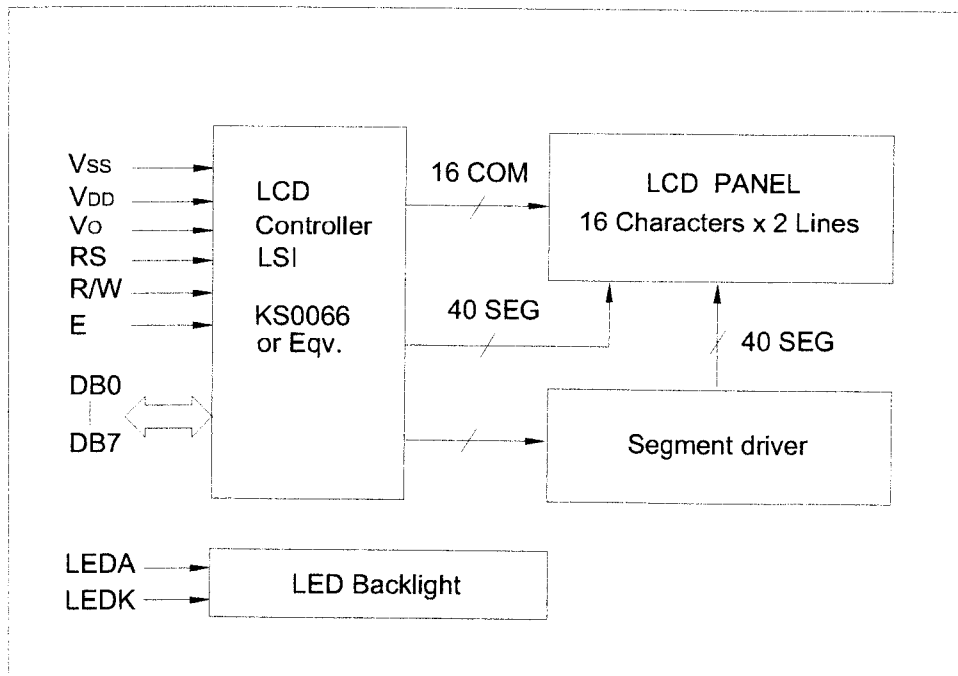 Vss
VDD
Vo
RS
R/W
E
DB0
DB7
LCD
Controller
LSI
KS0066
or Eqv.
16 COM
40 SEG
LCD PANEL
16 Characters x 2 Lines
40 SEG
Segment driver
LEDA
LEDK
LED Backlight